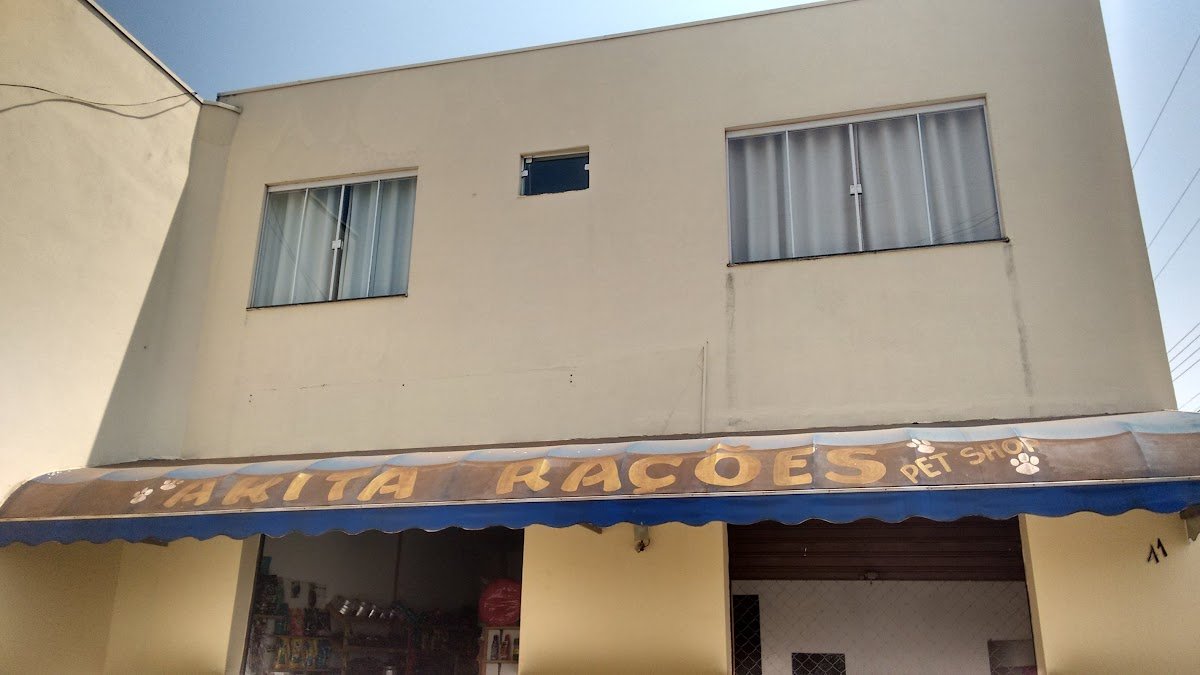 AKITA RAÇÕES PET SHOP
11